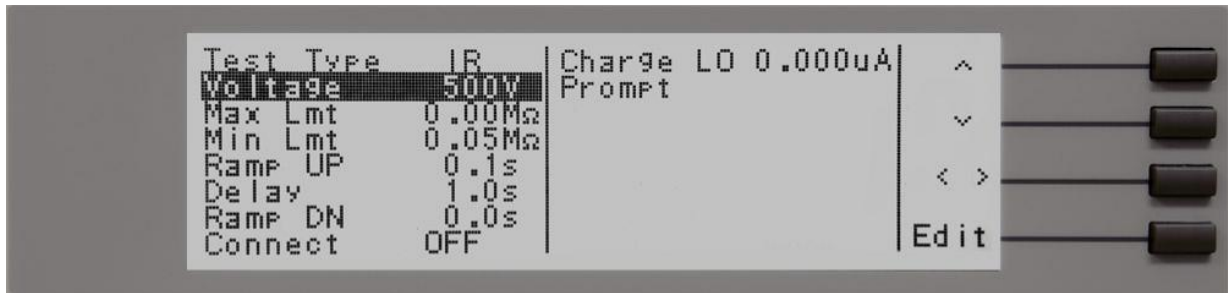 Test Type IR
Voltage 500V
Max Lmt 0.00MΩ
Min Lmt 0.05MΩ
Ramp UP 0.1s
Delay 1.0s
Ramp DN 0.0s
Connect OFF
Charge LO 0.000uA
Prompt
^
v
< >
Edit